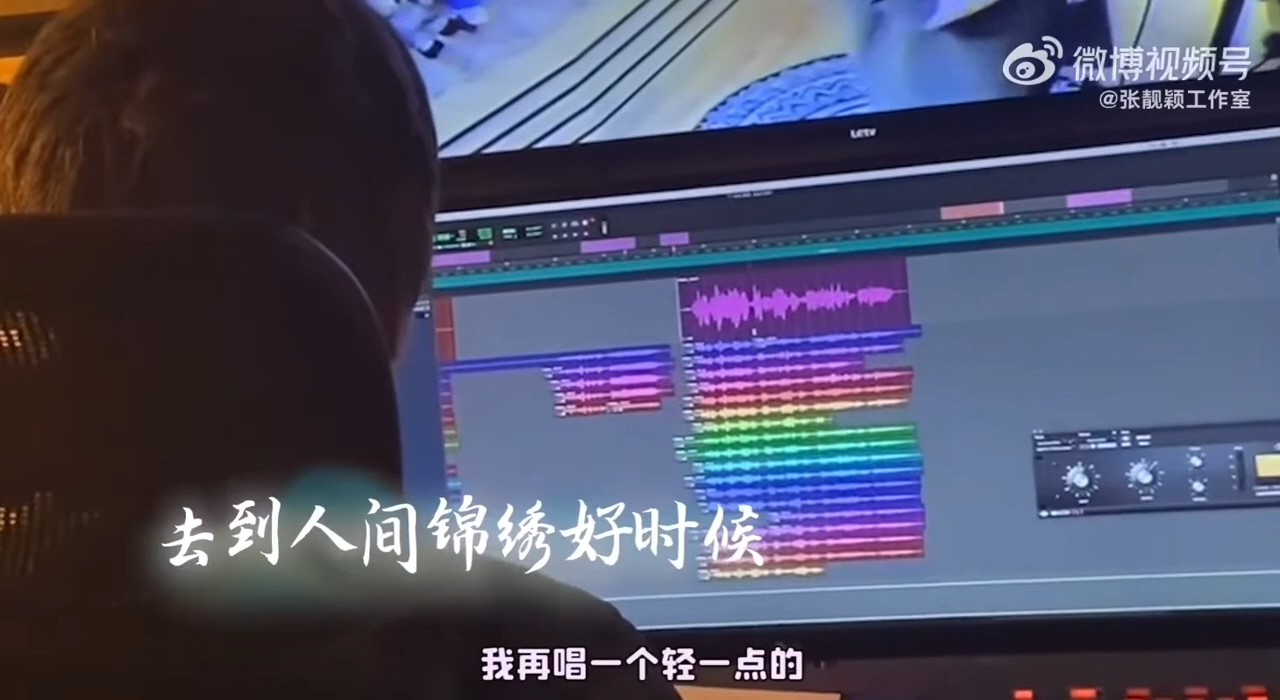 微博视频号
@张靓颖工作室
Letv
去到人间锦绣好时候
我再唱一个轻一点的